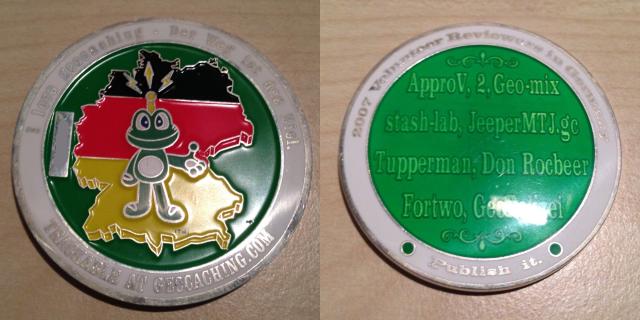 Geocaching - Der Weg ist das Ziel.
TRACKABLE AT GEOCACHING.COM
2007 Volunteer Reviewers in Germany
ApproV, 2. Geo-mix
stash-lab, JeeperMTJ.gc
Tupperman, Don Rocbeer
Fortwo,
Publish it.